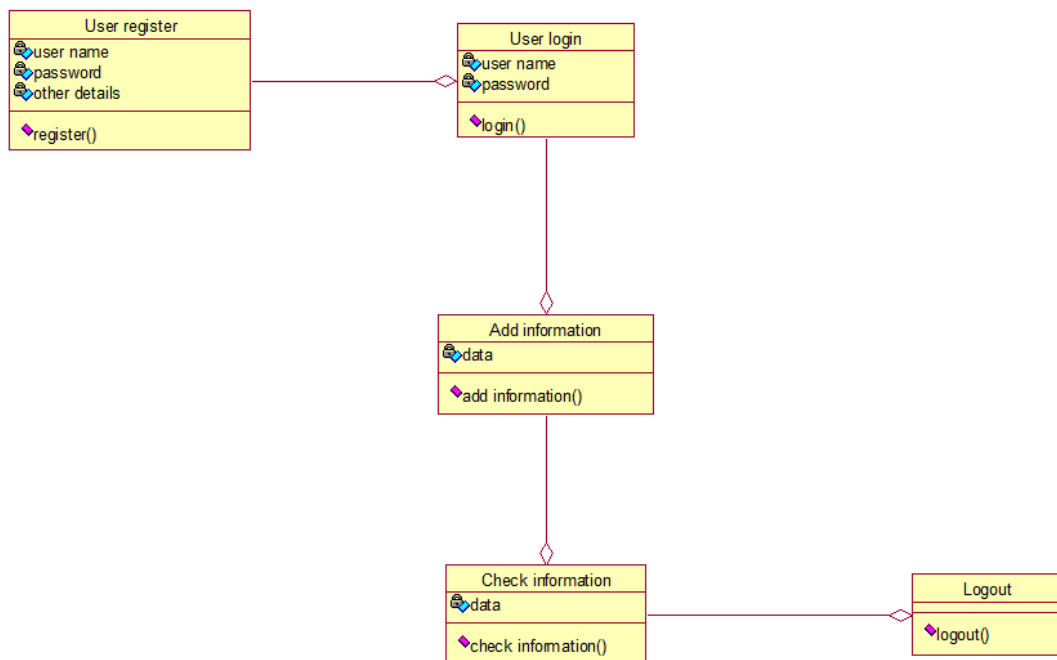 User register
user name
password
other details
register()
User login
user name
password
login()
Add information
data
add information()
Check information
data
check information()
Logout
logout()